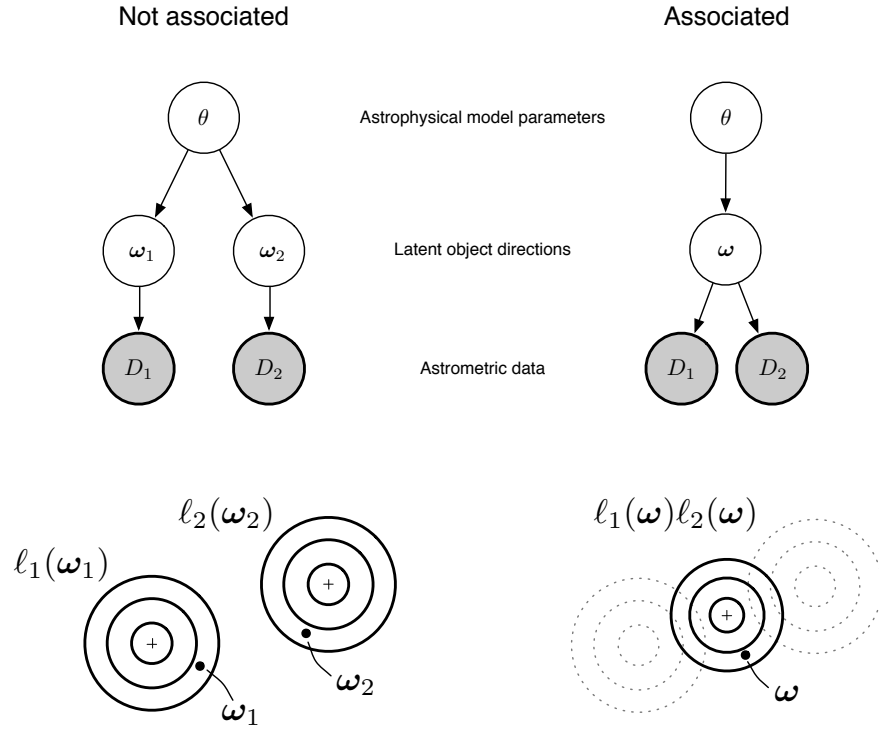 Not associated
Associated
θ
Astrophysical model parameters
θ
ω₁
ω₂
Latent object directions
ω
D₁
D₂
Astrometric data
D₁
D₂
ℓ₂(ω₂)
ℓ₁(ω)ℓ₂(ω)
ℓ₁(ω₁)
ω₁
ω₂
ω